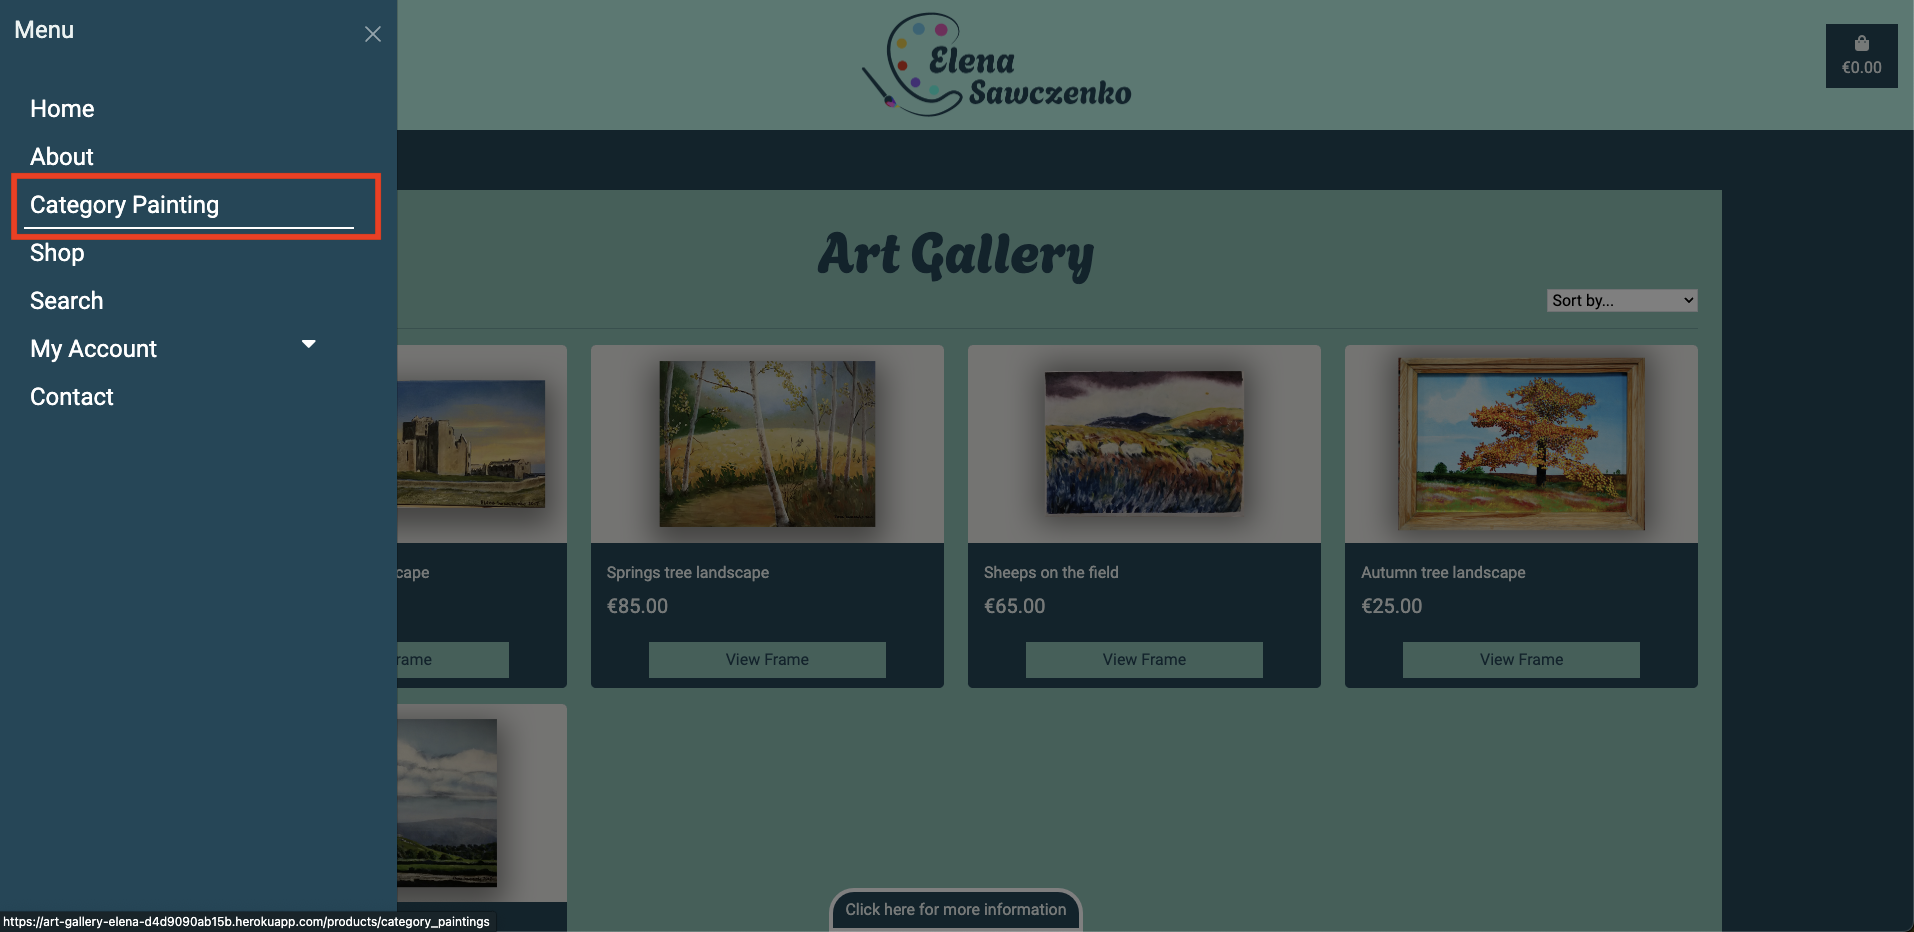 Menu
Home
About
Category Painting
Shop
Search
My Account
Contact
Elena
Sawczenko
€0.00
Art Gallery
Sort by...
cape
rame
Springs tree landscape
€85.00
View Frame
Sheeps on the field
€65.00
View Frame
Autumn tree landscape
€25.00
View Frame
Click here for more information
https://art-gallery-elena-d4d9090ab15b.herokuapp.com/products/category_paintings